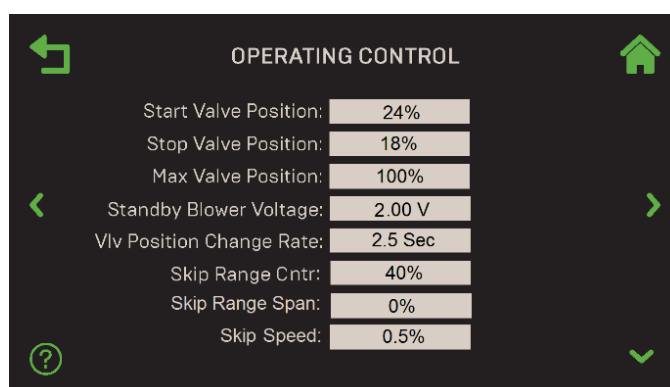 OPERATING CONTROL
Start Valve Position: 24%
Stop Valve Position: 18%
Max Valve Position: 100%
Standby Blower Voltage: 2.00 V
Vlv Position Change Rate: 2.5 Sec
Skip Range Cntr: 40%
Skip Range Span: 0%
Skip Speed: 0.5%
?